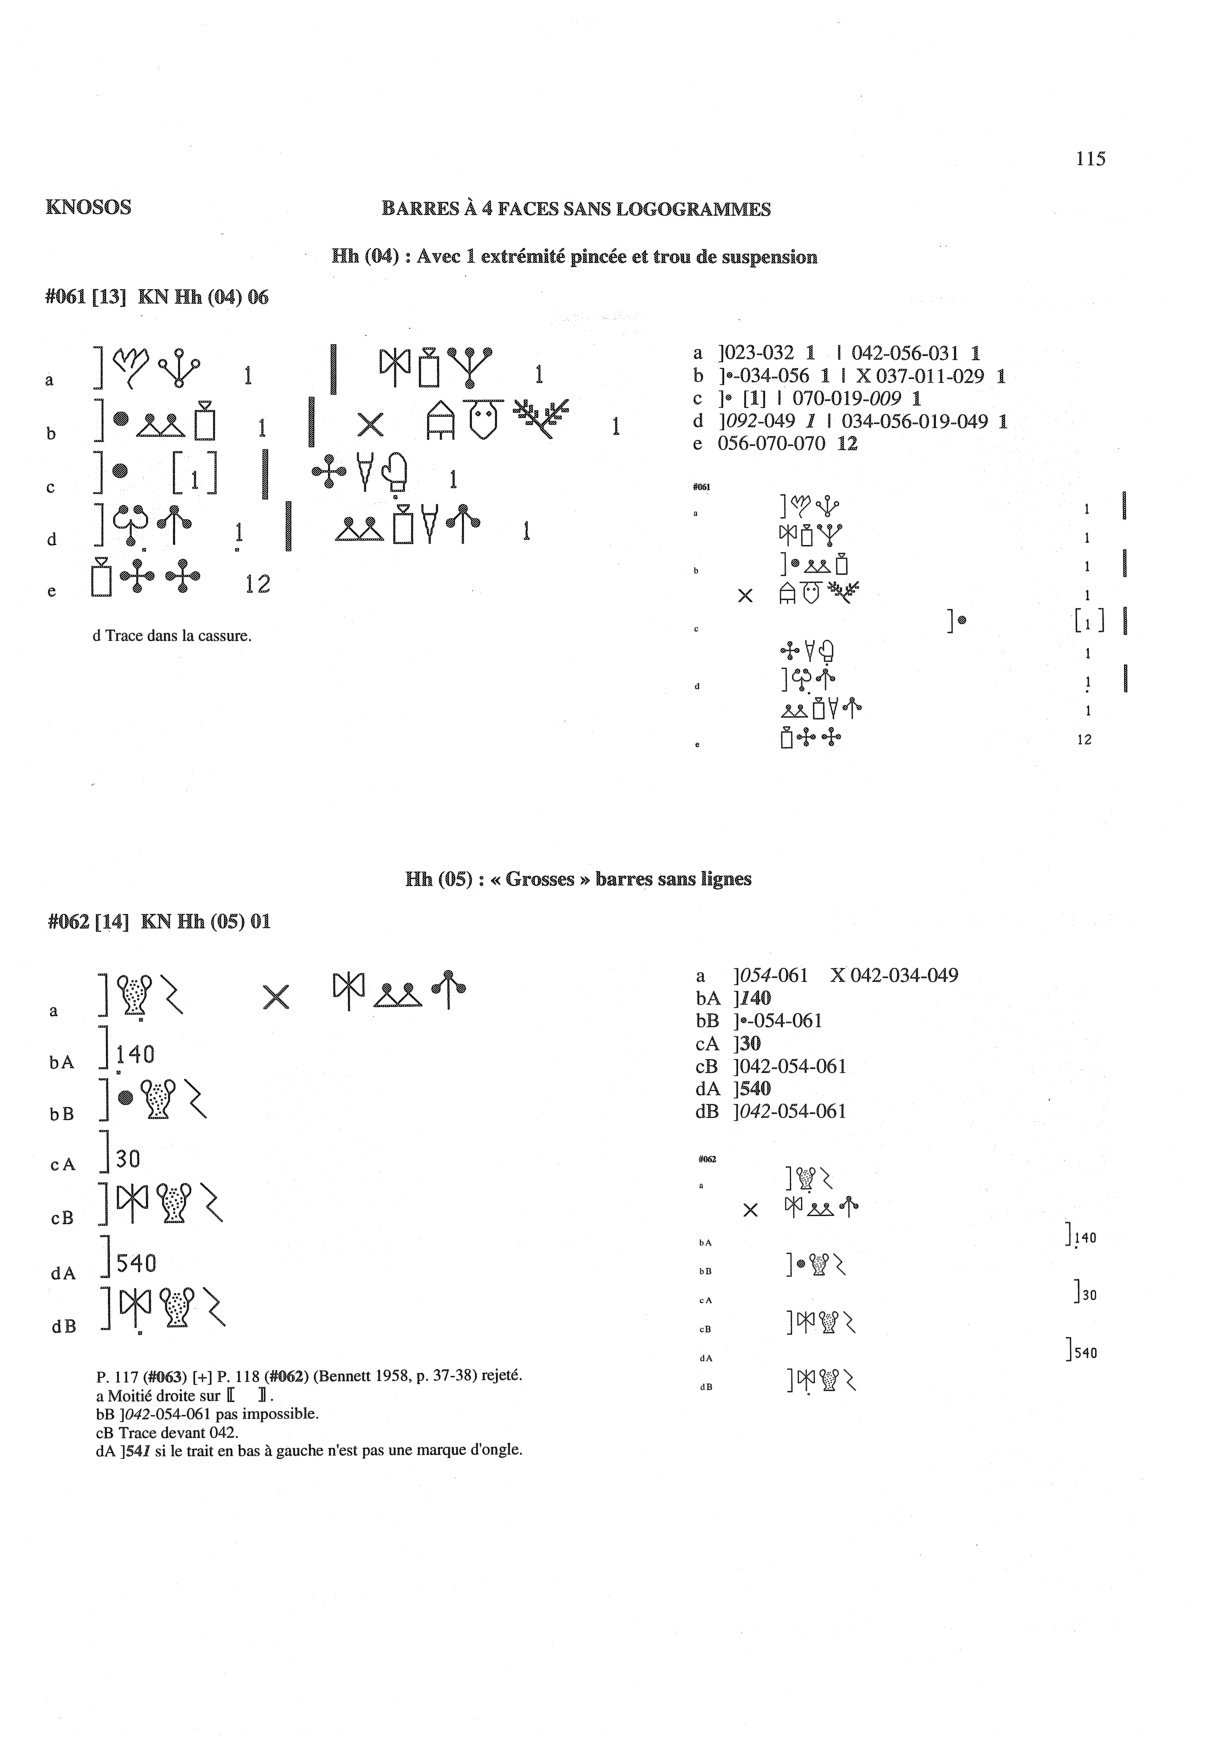 115
KNOSOS
BARRES À 4 FACES SANS LOGOGRAMMES
Hh (04) : Avec 1 extrémité pincée et trou de suspension
#061 [13] KN Hh (04) 06
a ] 1 | 1
b ]• 1 | X 1
c ]• [1] | 1
d ] 1 | 1
e 12
d Trace dans la cassure.
a ]023-032 1 | 042-056-031 1
b ]•-034-056 1 | X 037-011-029 1
c ]• [1] | 070-019-009 1
d ]092-049 1 | 034-056-019-049 1
e 056-070-070 12
#061
a ] 1 |
1
b ]• 1 |
X 1
c ]• [1] |
1
d ] 1 |
1
e 12
Hh (05) : « Grosses » barres sans lignes
#062 [14] KN Hh (05) 01
a ] X
bA ]140
bB ]•
cA ]30
cB ]
dA ]540
dB ]
P. 117 (#063) [+] P. 118 (#062) (Bennett 1958, p. 37-38) rejeté.
a Moitié droite sur ⟦ ⟧.
bB ]042-054-061 pas impossible.
cB Trace devant 042.
dA ]541 si le trait en bas à gauche n'est pas une marque d'ongle.
a ]054-061 X 042-034-049
bA ]140
bB ]•-054-061
cA ]30
cB ]042-054-061
dA ]540
dB ]042-054-061
#062
a ]
X
bA ]140
bB ]•
cA ]30
cB ]
dA ]540
dB ]